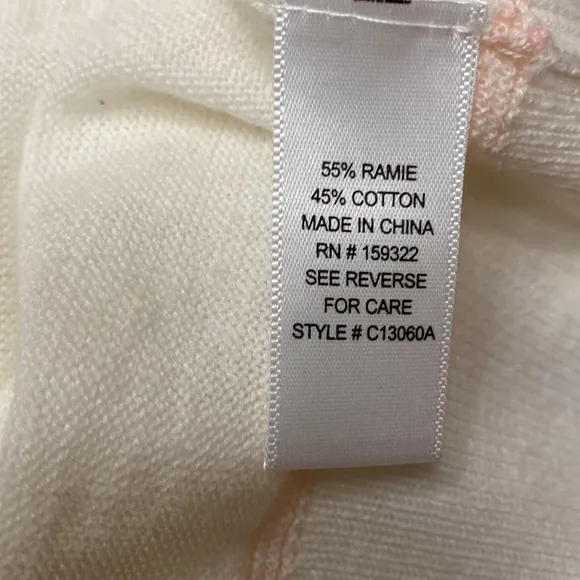 55% RAMIE
45% COTTON
MADE IN CHINA
RN # 159322
SEE REVERSE
FOR CARE
STYLE # C13060A